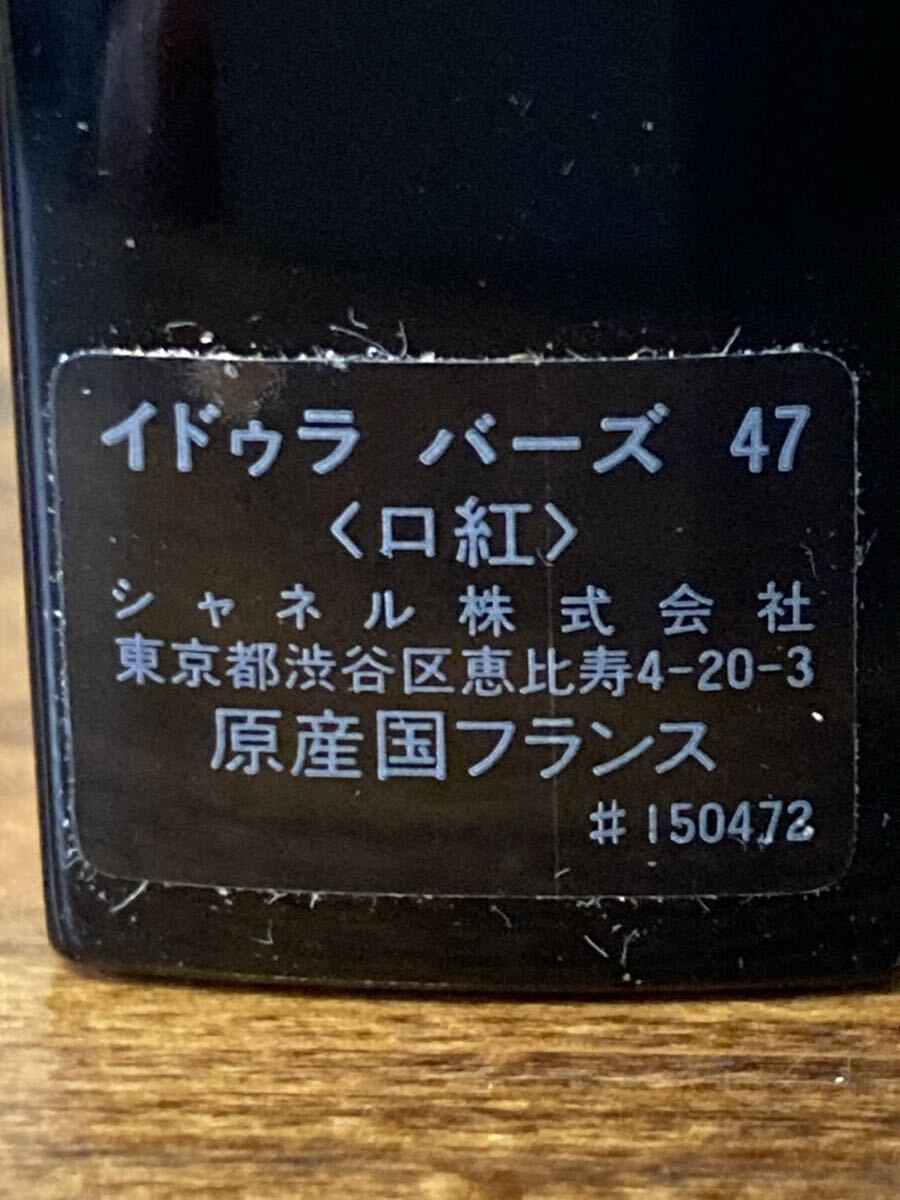 イドゥラ バーズ 47
〈口紅〉
シャネル株式会社
東京都渋谷区恵比寿4-20-3
原産国フランス
#150472